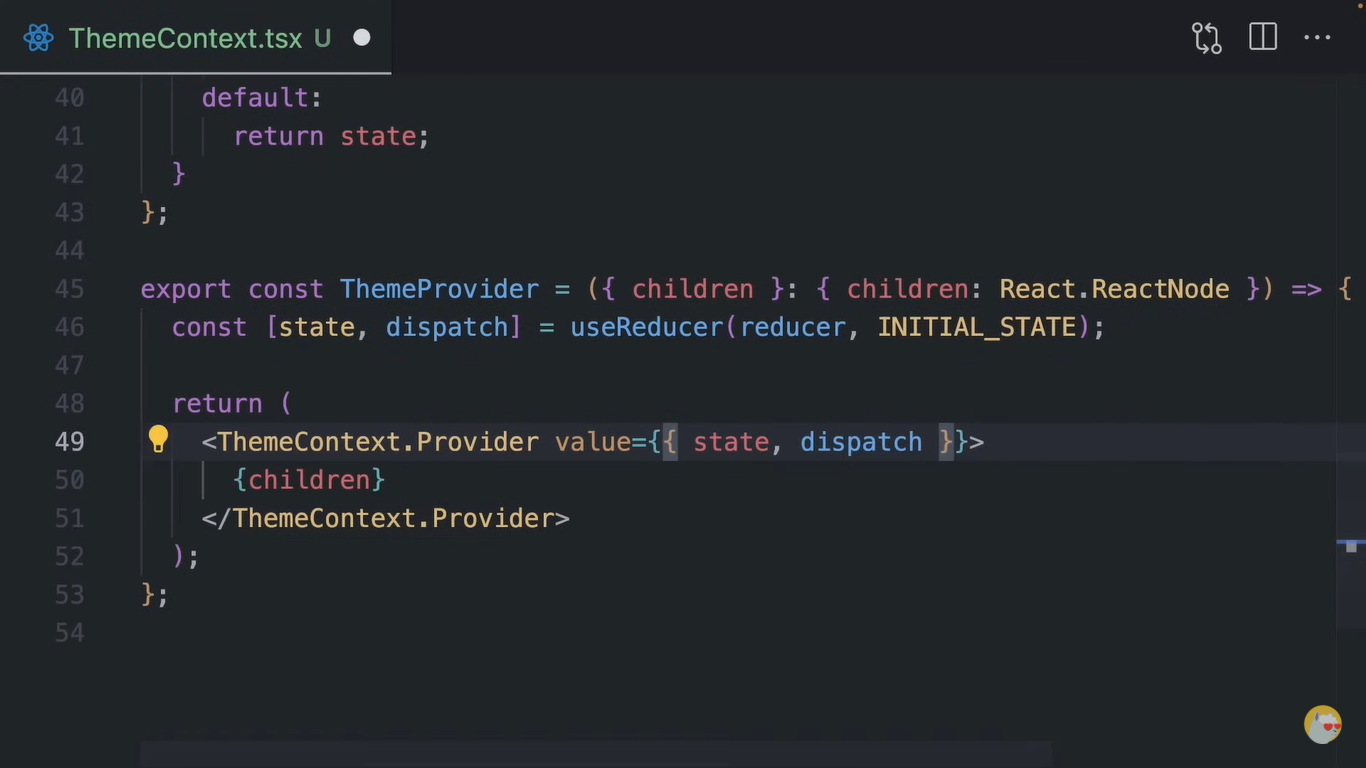 ThemeContext.tsx U
40 default:
41 return state;
42 }
43 };
44
45 export const ThemeProvider = ({ children }: { children: React.ReactNode }) => {
46 const [state, dispatch] = useReducer(reducer, INITIAL_STATE);
47
48 return (
49 <ThemeContext.Provider value={{ state, dispatch }}>
50 {children}
51 </ThemeContext.Provider>
52 );
53 };
54